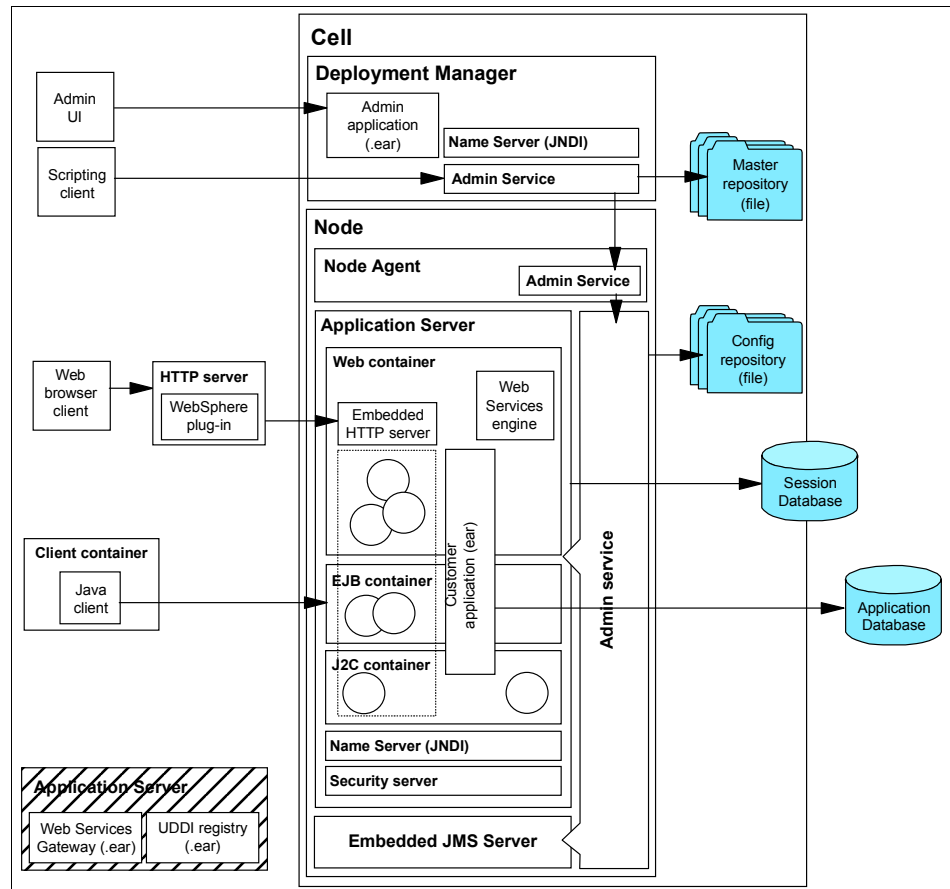 Cell
Deployment Manager
Admin
UI
Admin
application
(.ear)
Name Server (JNDI)
Scripting
client
Admin Service
Master
repository
(file)
Node
Node Agent
Admin Service
Application Server
Config
repository
(file)
Web container
Web
browser
client
HTTP server
WebSphere
plug-in
Embedded
HTTP server
Web
Services
engine
Session
Database
Customer
application (ear)
Admin service
Client container
Java
client
EJB container
Application
Database
J2C container
Name Server (JNDI)
Security server
Application Server
Web Services
Gateway (.ear)
UDDI registry
(.ear)
Embedded JMS Server